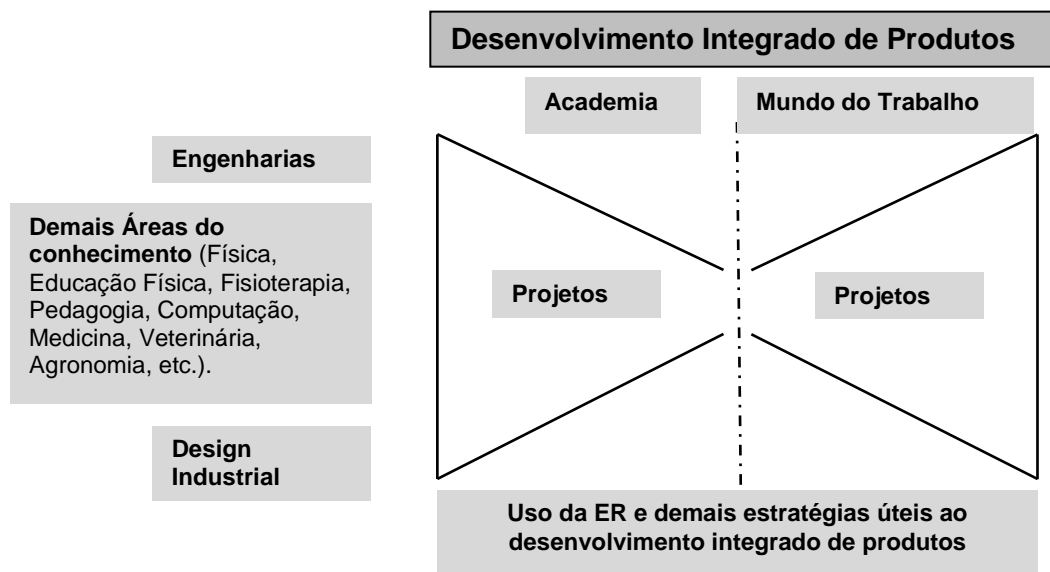 Desenvolvimento Integrado de Produtos
Academia
Mundo do Trabalho
Engenharias
Demais Áreas do
conhecimento (Física,
Educação Física, Fisioterapia,
Pedagogia, Computação,
Medicina, Veterinária,
Agronomia, etc.).
Projetos
Projetos
Design
Industrial
Uso da ER e demais estratégias úteis ao
desenvolvimento integrado de produtos